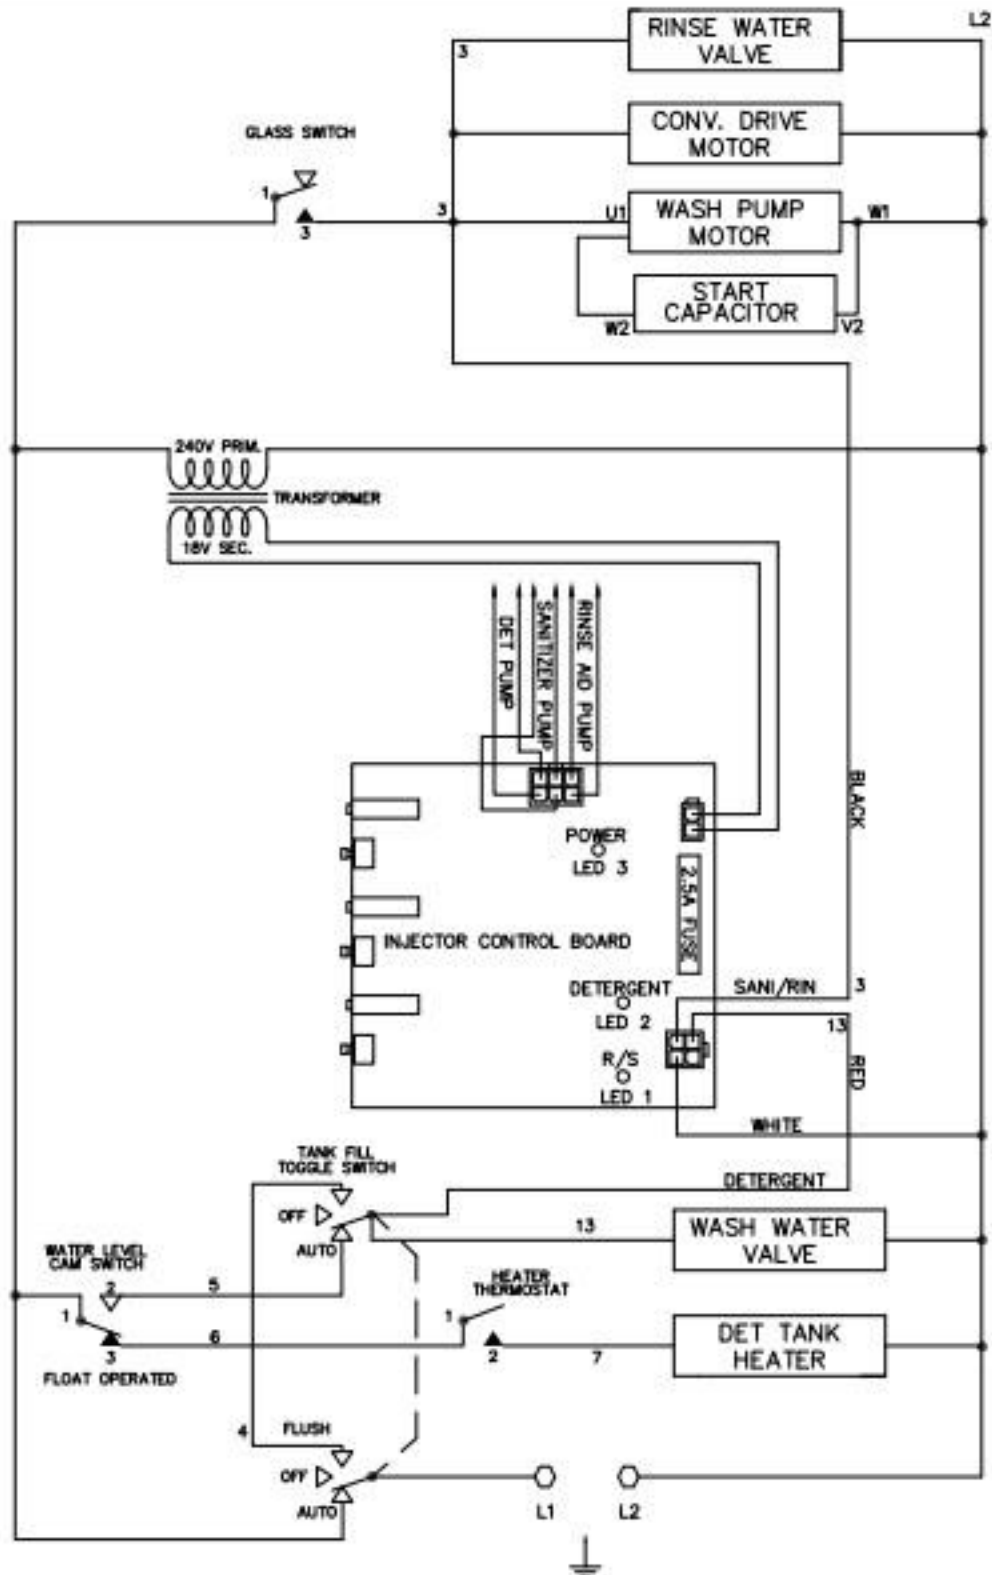 L2
RINSE WATER
VALVE
3
CONV. DRIVE
MOTOR
GLASS SWITCH
1
3
3
U1
WASH PUMP
MOTOR
W1
START
CAPACITOR
W2
V2
240V PRIM.
TRANSFORMER
18V SEC.
DET PUMP
SANITIZER PUMP
RINSE AID PUMP
BLACK
POWER
LED 3
2.5A FUSE
INJECTOR CONTROL BOARD
DETERGENT
LED 2
SANI/RIN
3
13
R/S
LED 1
RED
WHITE
TANK FILL
TOGGLE SWITCH
DETERGENT
OFF
AUTO
13
WASH WATER
VALVE
WATER LEVEL
CAM SWITCH
2
5
1
3
6
FLOAT OPERATED
HEATER
THERMOSTAT
1
2
7
DET TANK
HEATER
4
FLUSH
OFF
AUTO
L1
L2